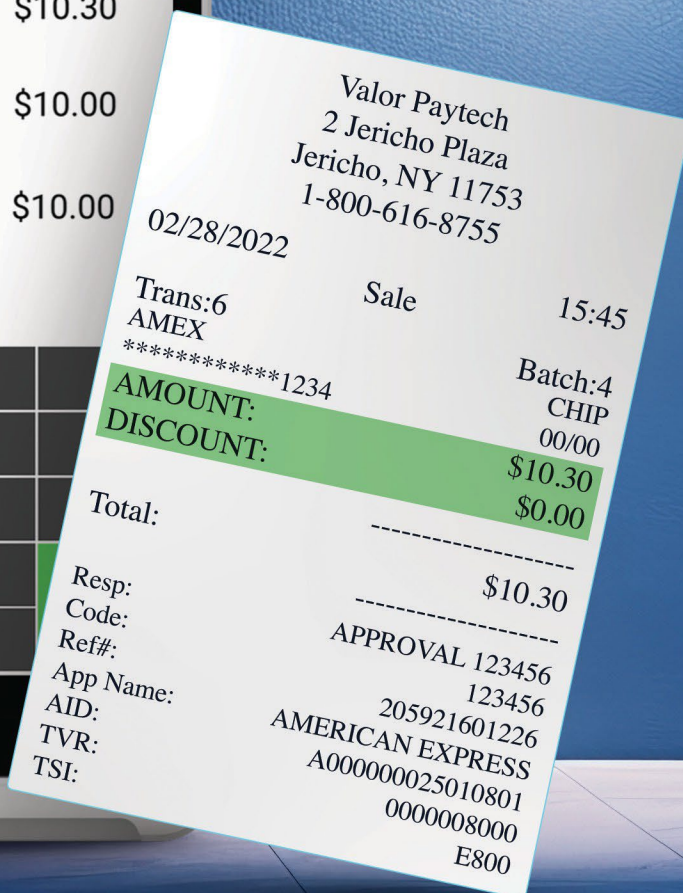 $10.30
$10.00
$10.00
Valor Paytech
2 Jericho Plaza
Jericho, NY 11753
1-800-616-8755
02/28/2022
Sale 15:45
Trans:6 Batch:4
AMEX CHIP
************1234 00/00
AMOUNT: $10.30
DISCOUNT: $0.00
--------------------
Total: $10.30
--------------------
Resp: APPROVAL 123456
Code: 123456
Ref#: 205921601226
App Name: AMERICAN EXPRESS
AID: A000000025010801
TVR: 0000008000
TSI: E800